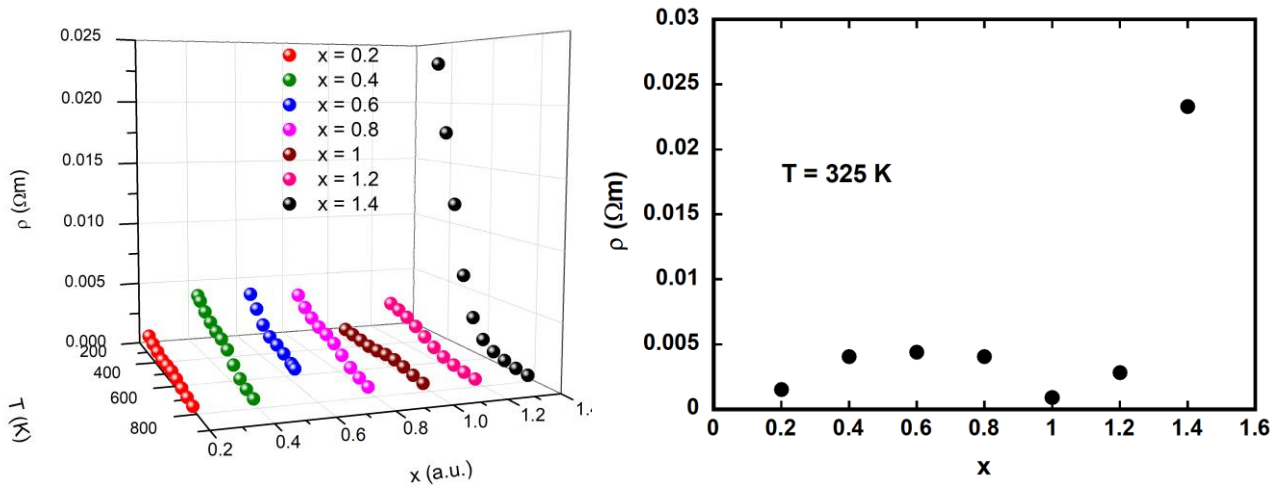 0.025
0.020
0.015
0.010
0.005
0.000
ρ (Ωm)
x = 0.2
x = 0.4
x = 0.6
x = 0.8
x = 1
x = 1.2
x = 1.4
200
400
600
800
T (K)
0.2
0.4
0.6
0.8
1.0
1.2
1.4
x (a.u.)
0.03
0.025
0.02
0.015
0.01
0.005
0
ρ (Ωm)
T = 325 K
0 0.2 0.4 0.6 0.8 1 1.2 1.4 1.6
x